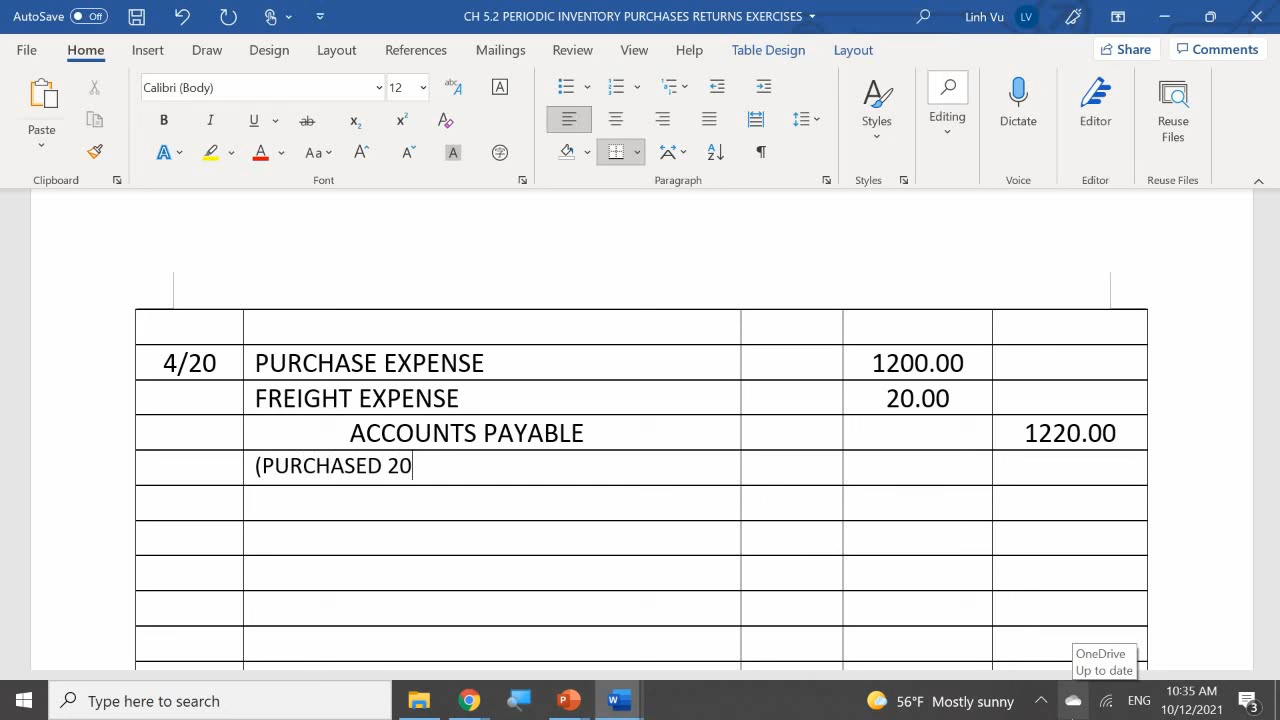 AutoSave Off
CH 5.2 PERIODIC INVENTORY PURCHASES RETURNS EXERCISES
Linh Vu LV
File Home Insert Draw Design Layout References Mailings Review View Help Table Design Layout Share Comments
Paste
Calibri (Body) 12
Styles
Editing
Dictate
Editor
Reuse Files
Clipboard Font Paragraph Styles Voice Editor Reuse Files
4/20 PURCHASE EXPENSE 1200.00
FREIGHT EXPENSE 20.00
ACCOUNTS PAYABLE 1220.00
(PURCHASED 20
OneDrive
Up to date
Type here to search
56°F Mostly sunny
ENG
10:35 AM
10/12/2021
3